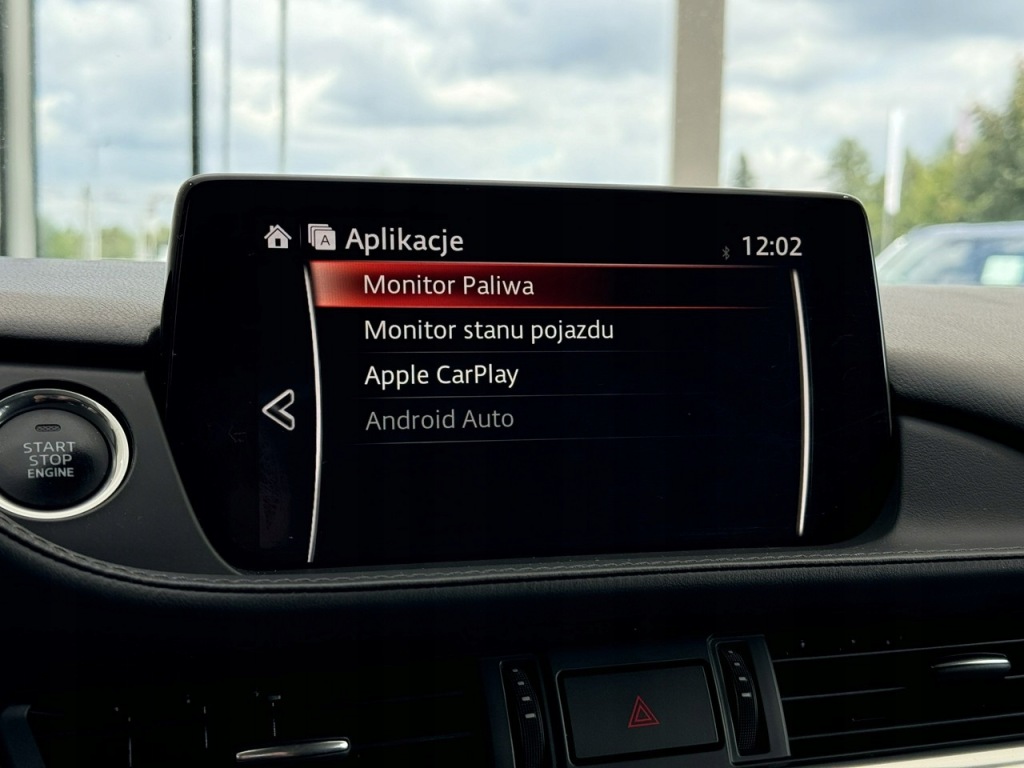 Aplikacje
12:02
Monitor Paliwa
Monitor stanu pojazdu
Apple CarPlay
Android Auto
START
STOP
ENGINE